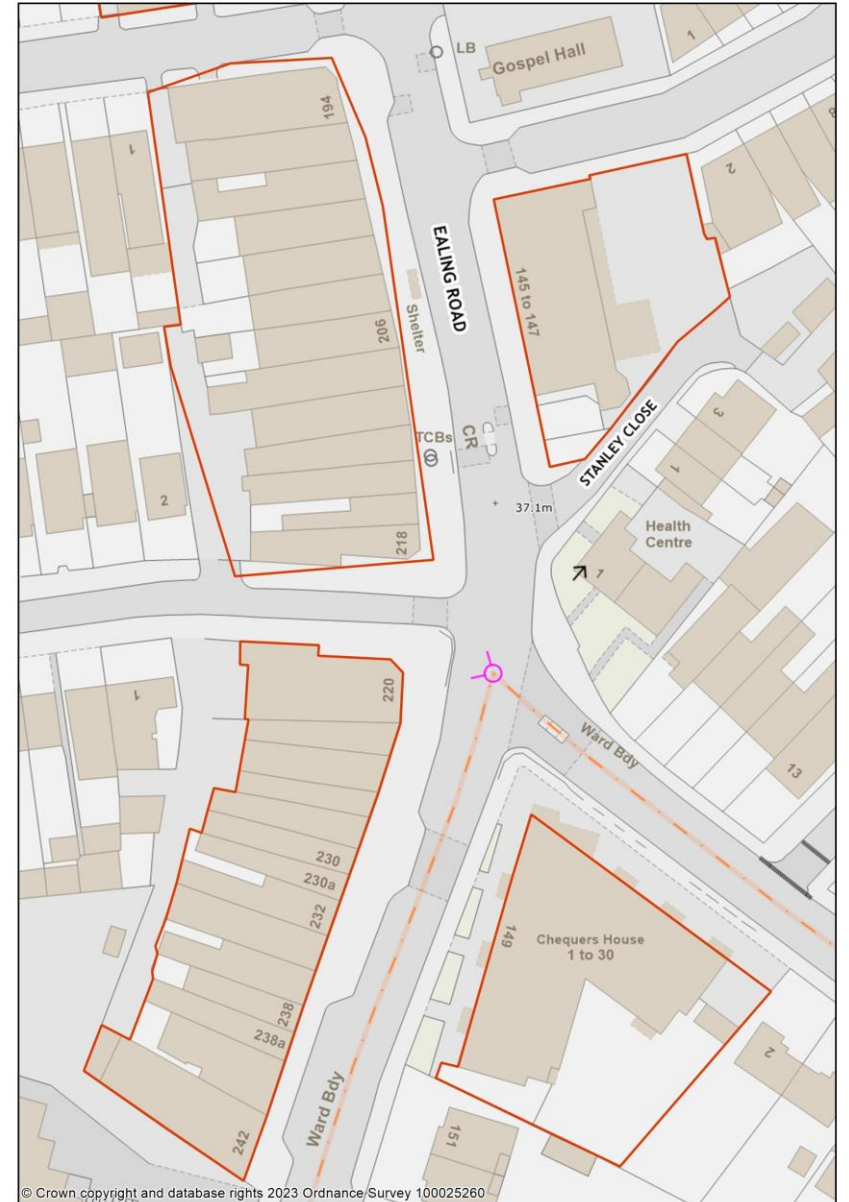 LB
Gospel Hall
1
8
194
1
2
EALING ROAD
145 to 147
Shelter
206
STANLEY CLOSE
3
TCBs
CR
1
2
37.1m
Health
Centre
218
1
220
1
Ward Bdy
13
230
230a
232
149
Chequers House
1 to 30
238
238a
2
Ward Bdy
151
242
© Crown copyright and database rights 2023 Ordnance Survey 100025260